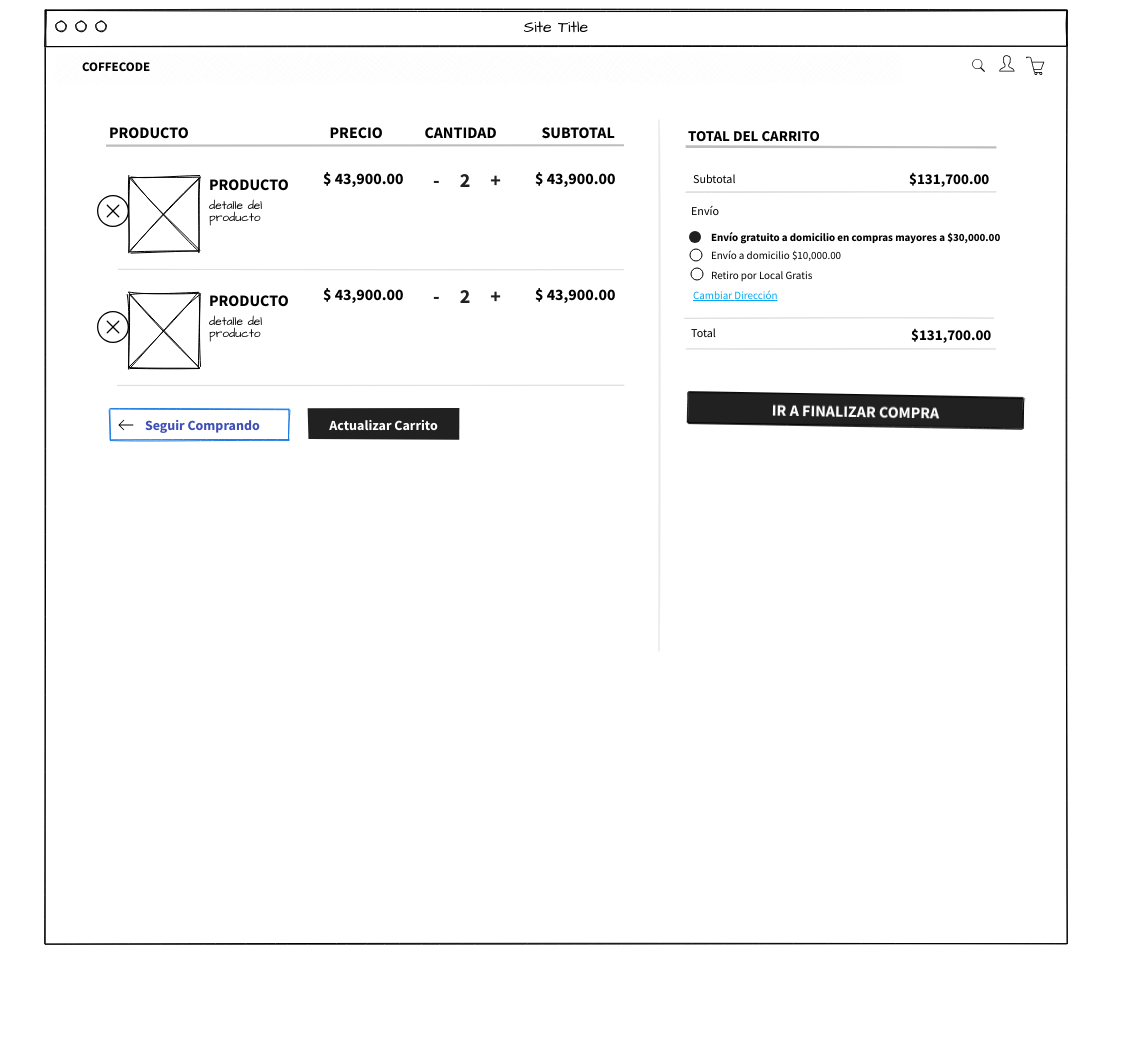 Site Title
COFFECODE
PRODUCTO PRECIO CANTIDAD SUBTOTAL
PRODUCTO $ 43,900.00 - 2 + $ 43,900.00
detalle del
producto
PRODUCTO $ 43,900.00 - 2 + $ 43,900.00
detalle del
producto
Seguir Comprando Actualizar Carrito
TOTAL DEL CARRITO
Subtotal $131,700.00
Envío
Envío gratuito a domicilio en compras mayores a $30,000.00
Envío a domicilio $10,000.00
Retiro por Local Gratis
Cambiar Dirección
Total $131,700.00
IR A FINALIZAR COMPRA